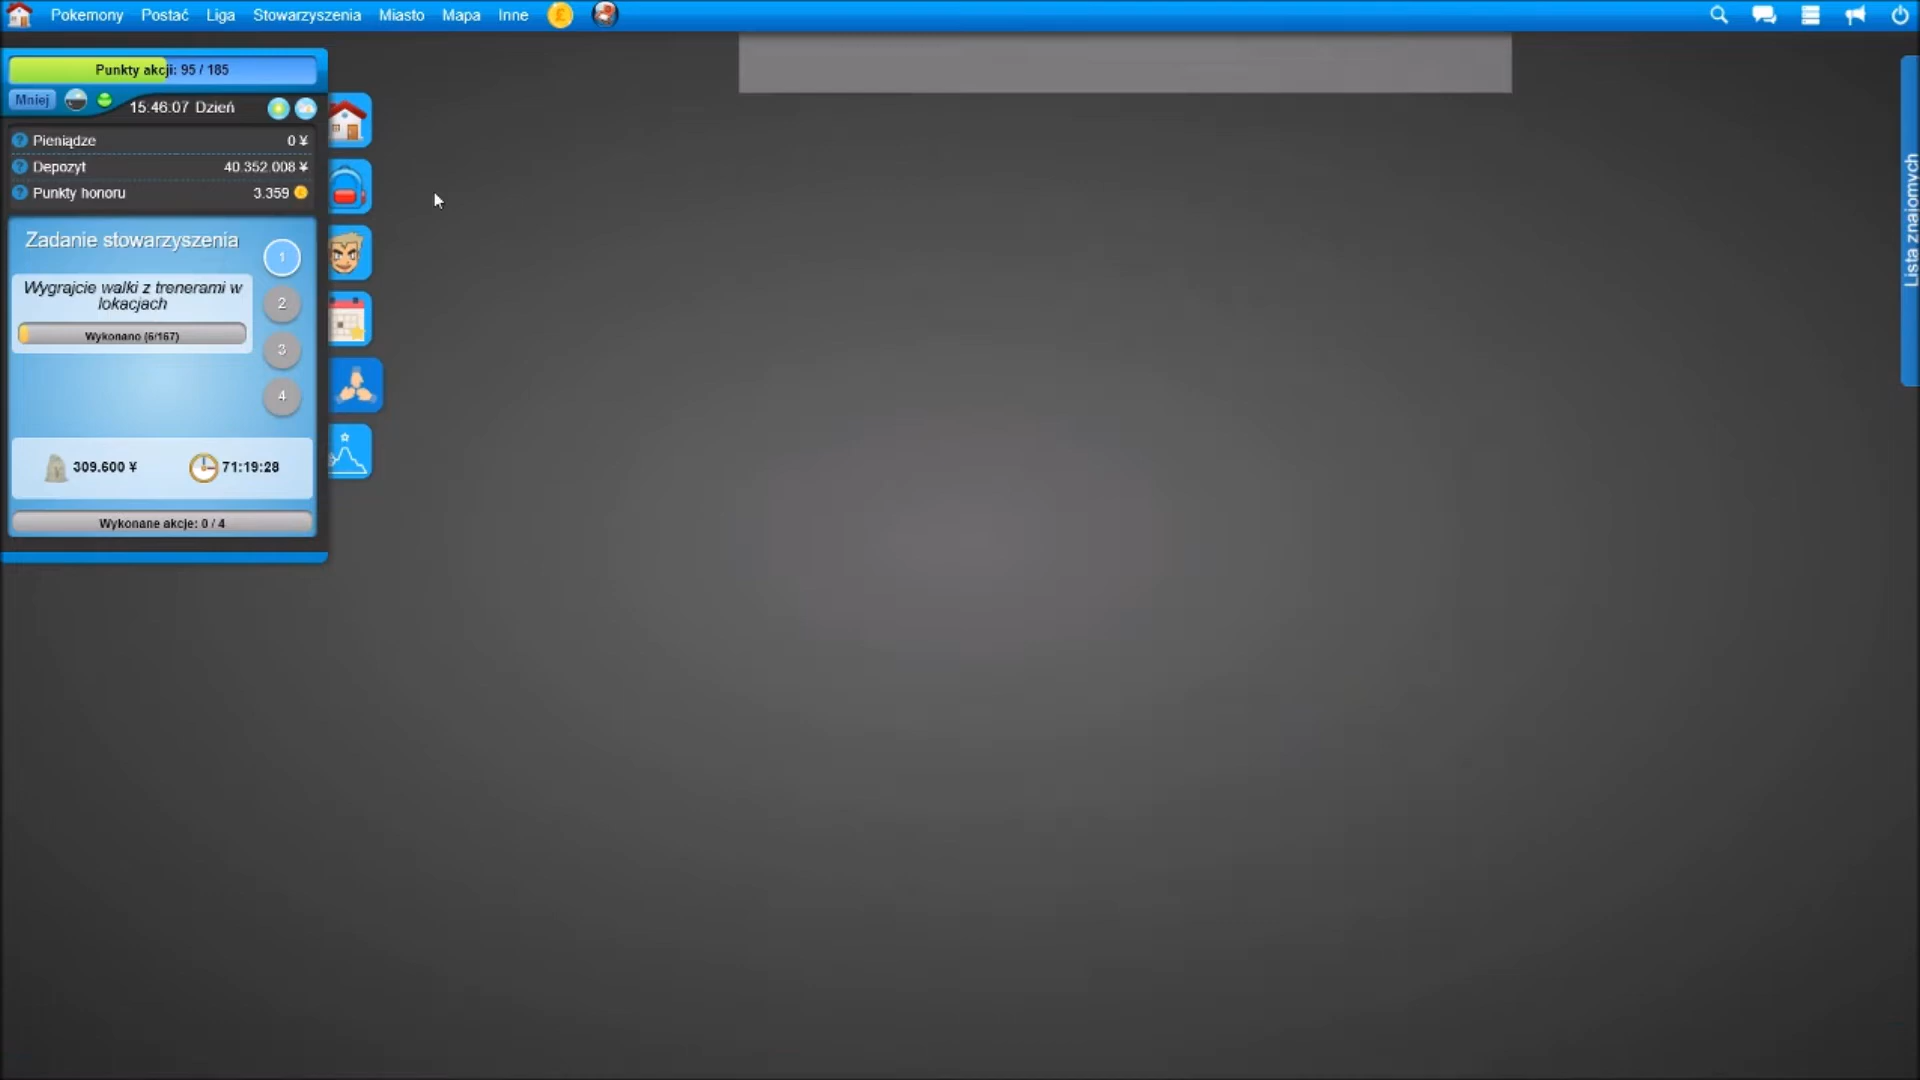 Pokemony Postać Liga Stowarzyszenia Miasto Mapa Inne
Punkty akcji: 95 / 185
Mniej 15:46:07 Dzień
Pieniądze 0 ¥
Depozyt 40.352.008 ¥
Punkty honoru 3.359
Zadanie stowarzyszenia
1
Wygrajcie walki z trenerami w
lokacjach
2
Wykonano (6/167)
3
4
309.600 ¥ 71:19:28
Wykonane akcje: 0 / 4
Lista znajomych